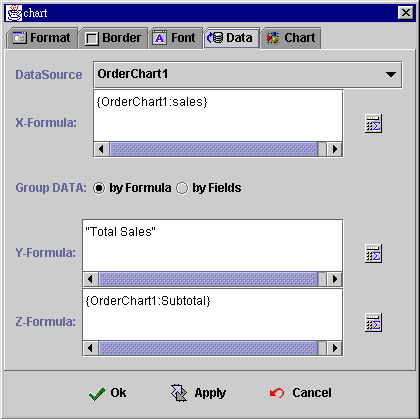 chart
Format Border Font Data Chart
DataSource OrderChart1
{OrderChart1:sales}
X-Formula:
Group DATA: by Formula by Fields
"Total Sales"
Y-Formula:
{OrderChart1:Subtotal}
Z-Formula:
Ok Apply Cancel